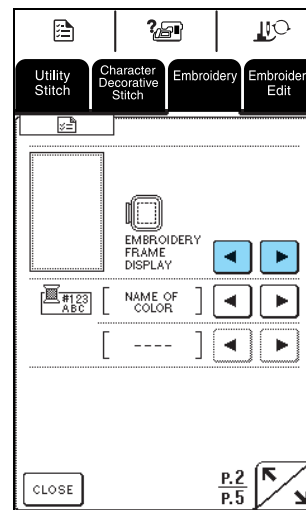 Utility
Stitch
Character
Decorative
Stitch
Embroidery
Embroider
Edit
EMBROIDERY
FRAME
DISPLAY
#123
ABC
[ NAME OF
COLOR ]
[ ---- ]
CLOSE
P.2
P.5